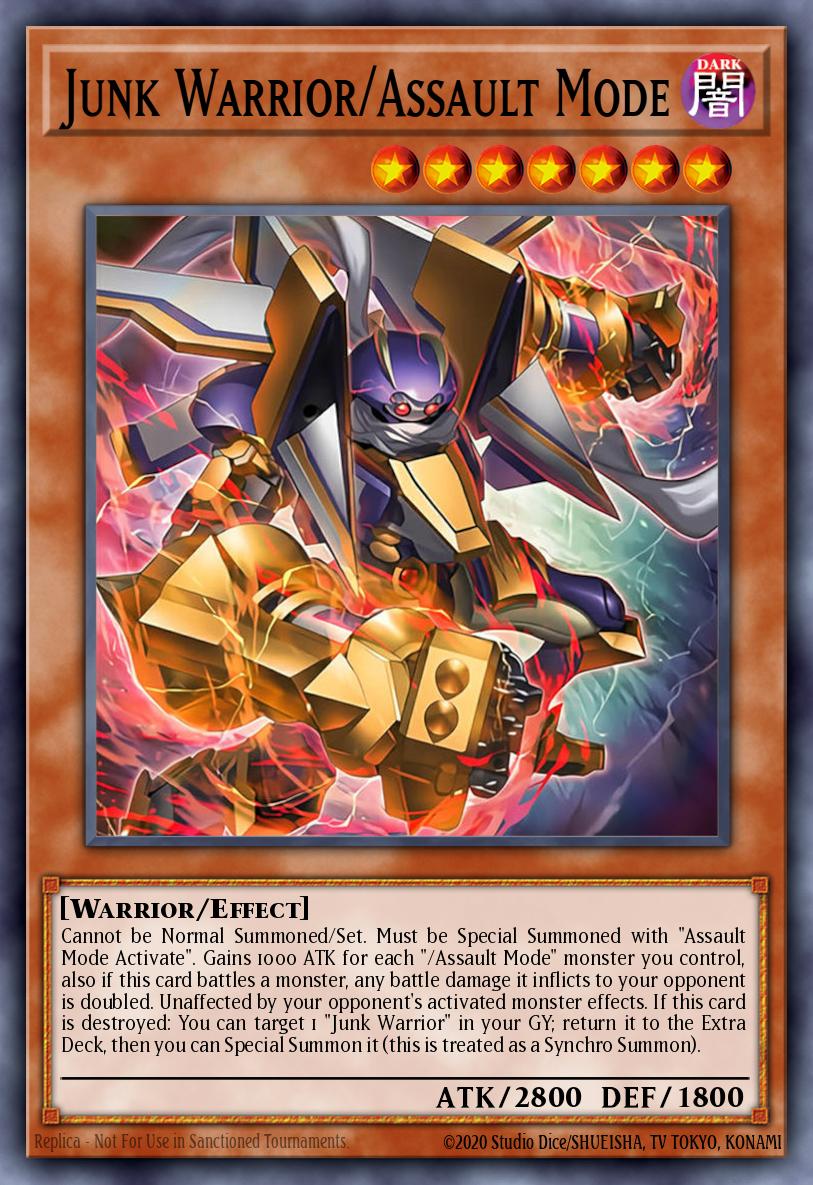 Junk Warrior/Assault Mode
DARK
闇
[Warrior/Effect]
Cannot be Normal Summoned/Set. Must be Special Summoned with "Assault
Mode Activate". Gains 1000 ATK for each "/Assault Mode" monster you control,
also if this card battles a monster, any battle damage it inflicts to your opponent
is doubled. Unaffected by your opponent's activated monster effects. If this card
is destroyed: You can target 1 "Junk Warrior" in your GY; return it to the Extra
Deck, then you can Special Summon it (this is treated as a Synchro Summon).
ATK/2800 DEF/1800
Replica - Not For Use in Sanctioned Tournaments.
©2020 Studio Dice/SHUEISHA, TV TOKYO, KONAMI